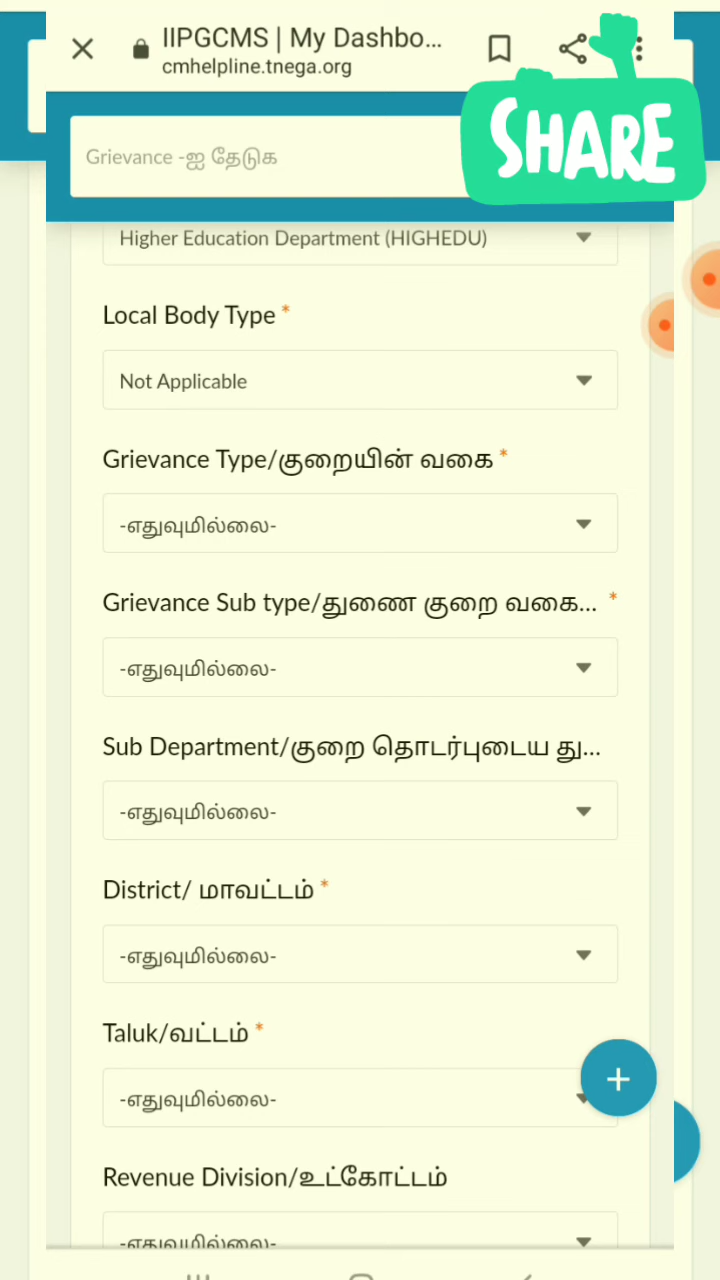 IIPGCMS | My Dashbo...
cmhelpline.tnega.org
SHARE
Grievance -ஐ தேடுக
Higher Education Department (HIGHEDU)
Local Body Type *
Not Applicable
Grievance Type/குறையின் வகை *
-எதுவுமில்லை-
Grievance Sub type/துணை குறை வகை... *
-எதுவுமில்லை-
Sub Department/குறை தொடர்புடைய து...
-எதுவுமில்லை-
District/ மாவட்டம் *
-எதுவுமில்லை-
Taluk/வட்டம் *
-எதுவுமில்லை-
Revenue Division/உட்கோட்டம்
-எதுவுமில்லை-